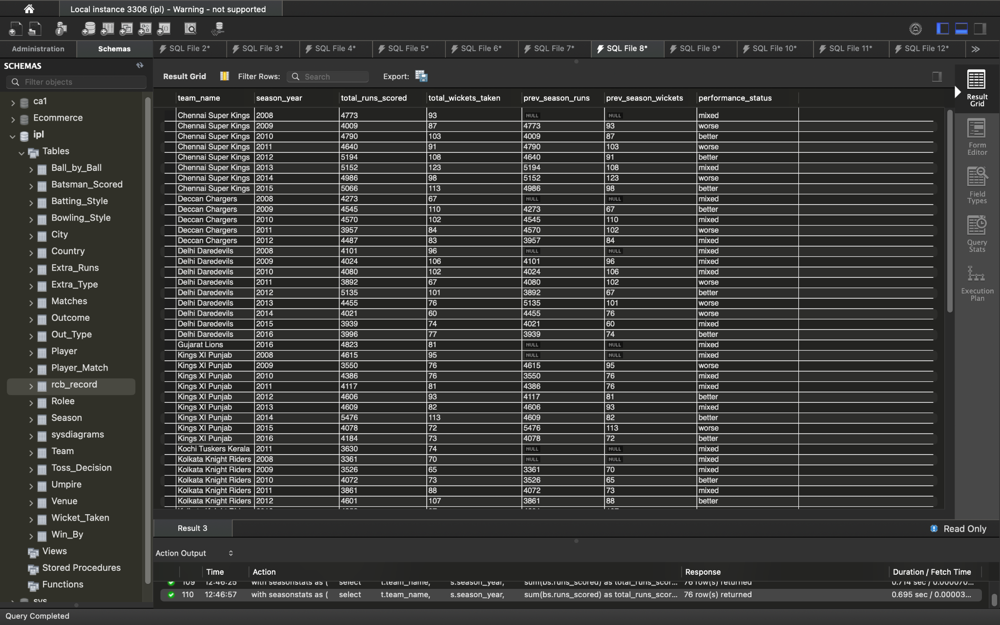 Local instance 3306 (ipl) - Warning - not supported
Administration Schemas SQL File 2* SQL File 3* SQL File 4* SQL File 5* SQL File 6* SQL File 7* SQL File 8* SQL File 9* SQL File 10* SQL File 11* SQL File 12*
SCHEMAS
Filter objects
ca1
Ecommerce
ipl
Tables
Ball_by_Ball
Batsman_Scored
Batting_Style
Bowling_Style
City
Country
Extra_Runs
Extra_Type
Matches
Outcome
Out_Type
Player
Player_Match
rcb_record
Rolee
Season
sysdiagrams
Team
Toss_Decision
Umpire
Venue
Wicket_Taken
Win_By
Views
Stored Procedures
Functions
sys
Result Grid Filter Rows: Search Export:
team_name season_year total_runs_scored total_wickets_taken prev_season_runs prev_season_wickets performance_status
Chennai Super Kings 2008 4773 93 NULL NULL mixed
Chennai Super Kings 2009 4009 87 4773 93 worse
Chennai Super Kings 2010 4790 103 4009 87 better
Chennai Super Kings 2011 4640 91 4790 103 worse
Chennai Super Kings 2012 5194 108 4640 91 better
Chennai Super Kings 2013 5152 123 5194 108 mixed
Chennai Super Kings 2014 4986 98 5152 123 worse
Chennai Super Kings 2015 5066 113 4986 98 better
Deccan Chargers 2008 4273 67 NULL NULL mixed
Deccan Chargers 2009 4545 110 4273 67 better
Deccan Chargers 2010 4570 102 4545 110 mixed
Deccan Chargers 2011 3957 84 4570 102 worse
Deccan Chargers 2012 4487 83 3957 84 mixed
Delhi Daredevils 2008 4101 96 NULL NULL mixed
Delhi Daredevils 2009 4024 106 4101 96 mixed
Delhi Daredevils 2010 4080 102 4024 106 mixed
Delhi Daredevils 2011 3892 67 4080 102 worse
Delhi Daredevils 2012 5135 101 3892 67 better
Delhi Daredevils 2013 4455 76 5135 101 worse
Delhi Daredevils 2014 4021 60 4455 76 worse
Delhi Daredevils 2015 3939 74 4021 60 mixed
Delhi Daredevils 2016 3996 77 3939 74 better
Gujarat Lions 2016 4823 81 NULL NULL mixed
Kings XI Punjab 2008 4615 95 NULL NULL mixed
Kings XI Punjab 2009 3550 76 4615 95 worse
Kings XI Punjab 2010 4386 76 3550 76 mixed
Kings XI Punjab 2011 4117 81 4386 76 mixed
Kings XI Punjab 2012 4606 93 4117 81 better
Kings XI Punjab 2013 4609 82 4606 93 mixed
Kings XI Punjab 2014 5476 113 4609 82 better
Kings XI Punjab 2015 4078 72 5476 113 worse
Kings XI Punjab 2016 4184 73 4078 72 better
Kochi Tuskers Kerala 2011 3630 74 NULL NULL mixed
Kolkata Knight Riders 2008 3361 70 NULL NULL mixed
Kolkata Knight Riders 2009 3526 65 3361 70 mixed
Kolkata Knight Riders 2010 4072 73 3526 65 better
Kolkata Knight Riders 2011 3861 88 4072 73 mixed
Kolkata Knight Riders 2012 4601 107 3861 88 better
Result Grid
Form Editor
Field Types
Query Stats
Execution Plan
Result 3 Read Only
Action Output
Time Action Response Duration / Fetch Time
109 12:46:25 with seasonstats as ( select t.team_name, s.season_year, sum(bs.runs_scored) as total_runs_scor... 76 row(s) returned 0.714 sec / 0.000070...
110 12:46:57 with seasonstats as ( select t.team_name, s.season_year, sum(bs.runs_scored) as total_runs_scor... 76 row(s) returned 0.695 sec / 0.00003...
Query Completed